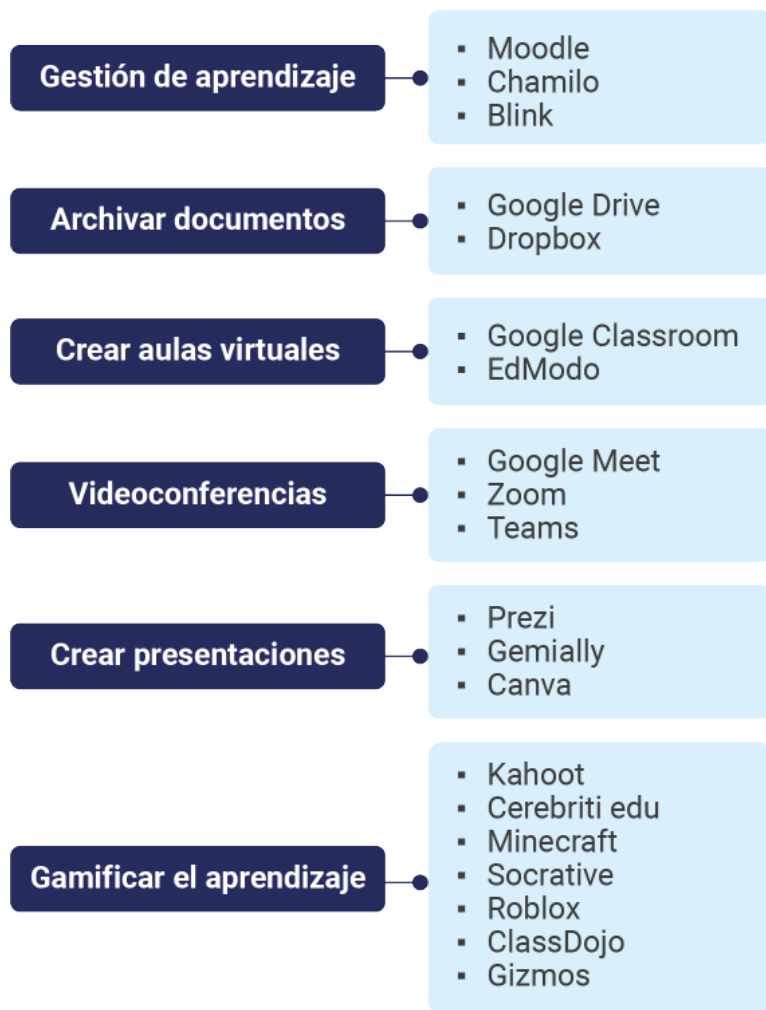 Gestión de aprendizaje
▪ Moodle
▪ Chamilo
▪ Blink
Archivar documentos
▪ Google Drive
▪ Dropbox
Crear aulas virtuales
▪ Google Classroom
▪ EdModo
Videoconferencias
▪ Google Meet
▪ Zoom
▪ Teams
Crear presentaciones
▪ Prezi
▪ Gemially
▪ Canva
Gamificar el aprendizaje
▪ Kahoot
▪ Cerebriti edu
▪ Minecraft
▪ Socrative
▪ Roblox
▪ ClassDojo
▪ Gizmos